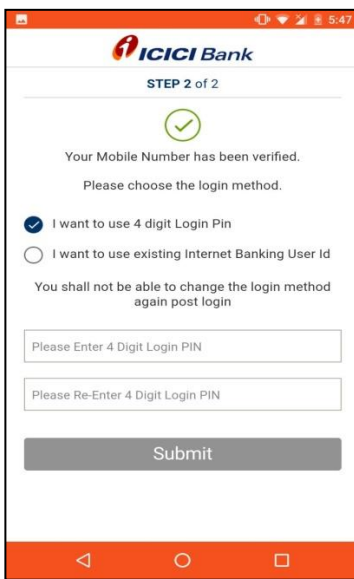 5:47
ICICI Bank
STEP 2 of 2
Your Mobile Number has been verified.
Please choose the login method.
I want to use 4 digit Login Pin
I want to use existing Internet Banking User Id
You shall not be able to change the login method
again post login
Please Enter 4 Digit Login PIN
Please Re-Enter 4 Digit Login PIN
Submit